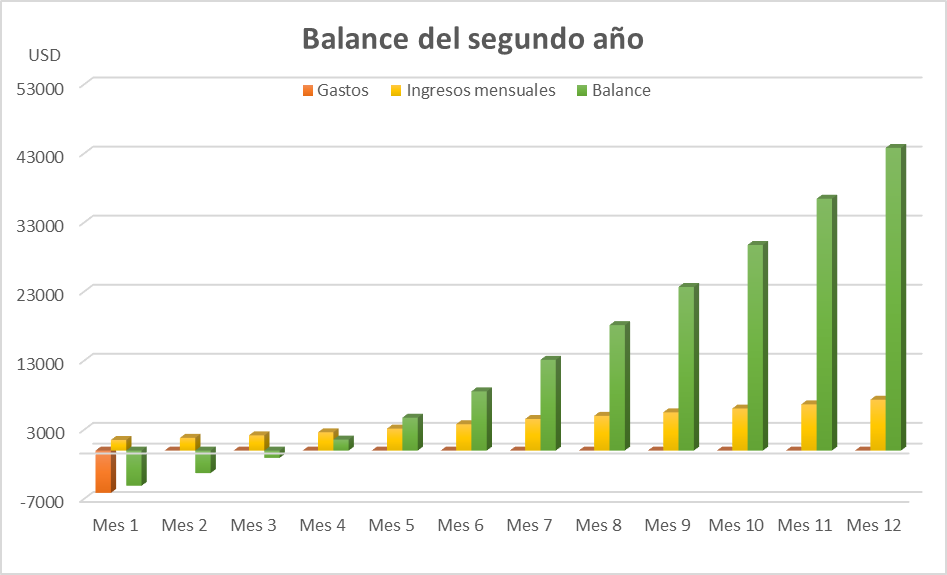 Balance del segundo año
USD
Gastos Ingresos mensuales Balance
53000
43000
33000
23000
13000
3000
-7000
Mes 1 Mes 2 Mes 3 Mes 4 Mes 5 Mes 6 Mes 7 Mes 8 Mes 9 Mes 10 Mes 11 Mes 12